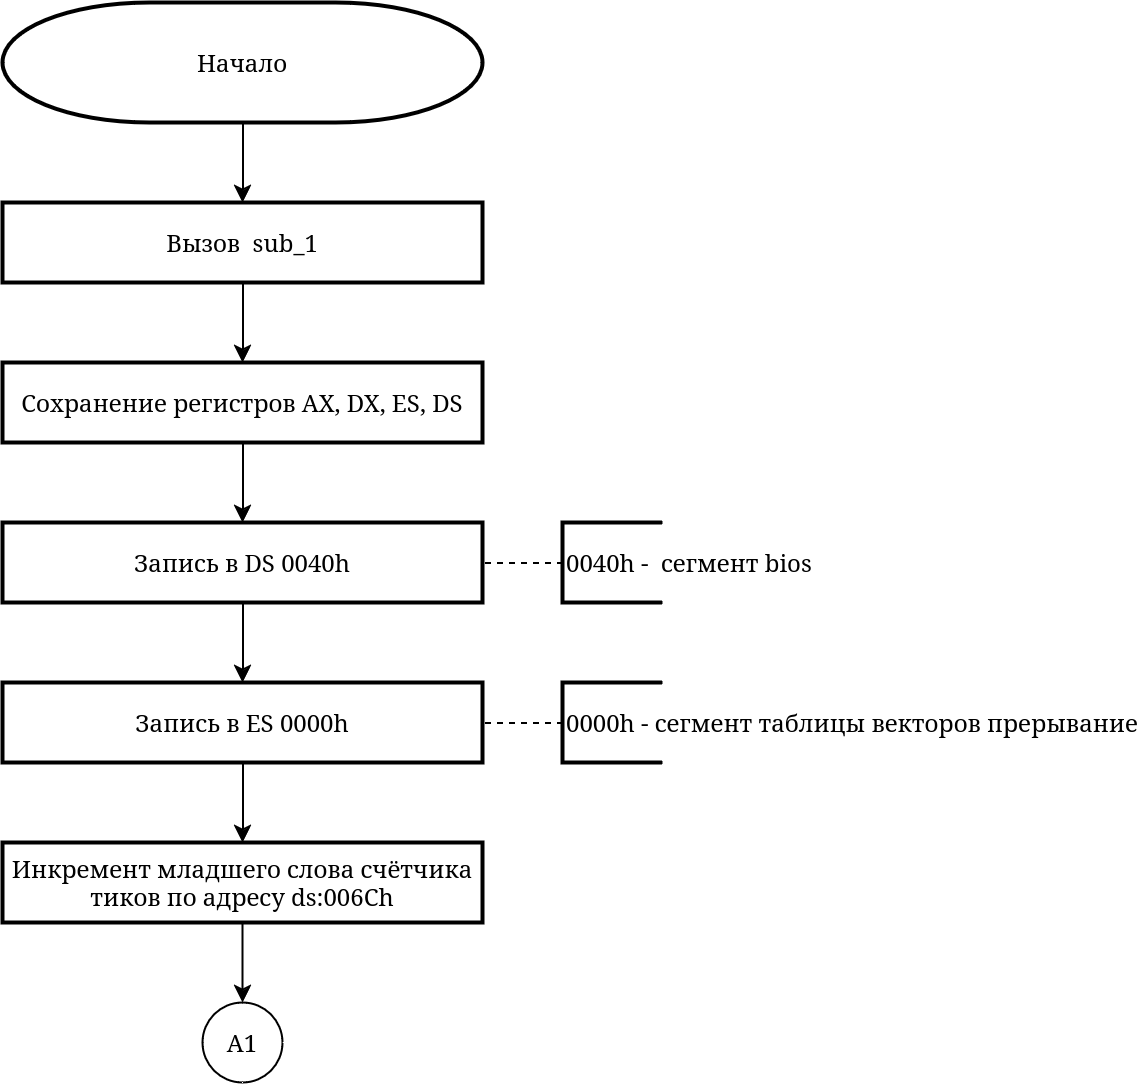 Начало
Вызов  sub_1
Сохранение регистров AX, DX, ES, DS
Запись в DS 0040h
0040h -  сегмент bios
Запись в ES 0000h
0000h - сегмент таблицы векторов прерывание
Инкремент младшего слова счётчика
тиков по адресу ds:006Ch
A1